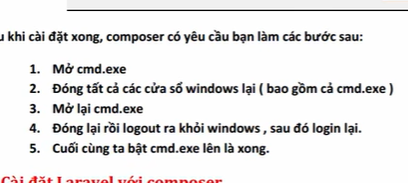 khi cài đặt xong, composer có yêu cầu bạn làm các bước sau:
1. Mở cmd.exe
2. Đóng tất cả các cửa sổ windows lại ( bao gồm cả cmd.exe )
3. Mở lại cmd.exe
4. Đóng lại rồi logout ra khỏi windows , sau đó login lại.
5. Cuối cùng ta bật cmd.exe lên là xong.
Cài đặt Laravel với composer